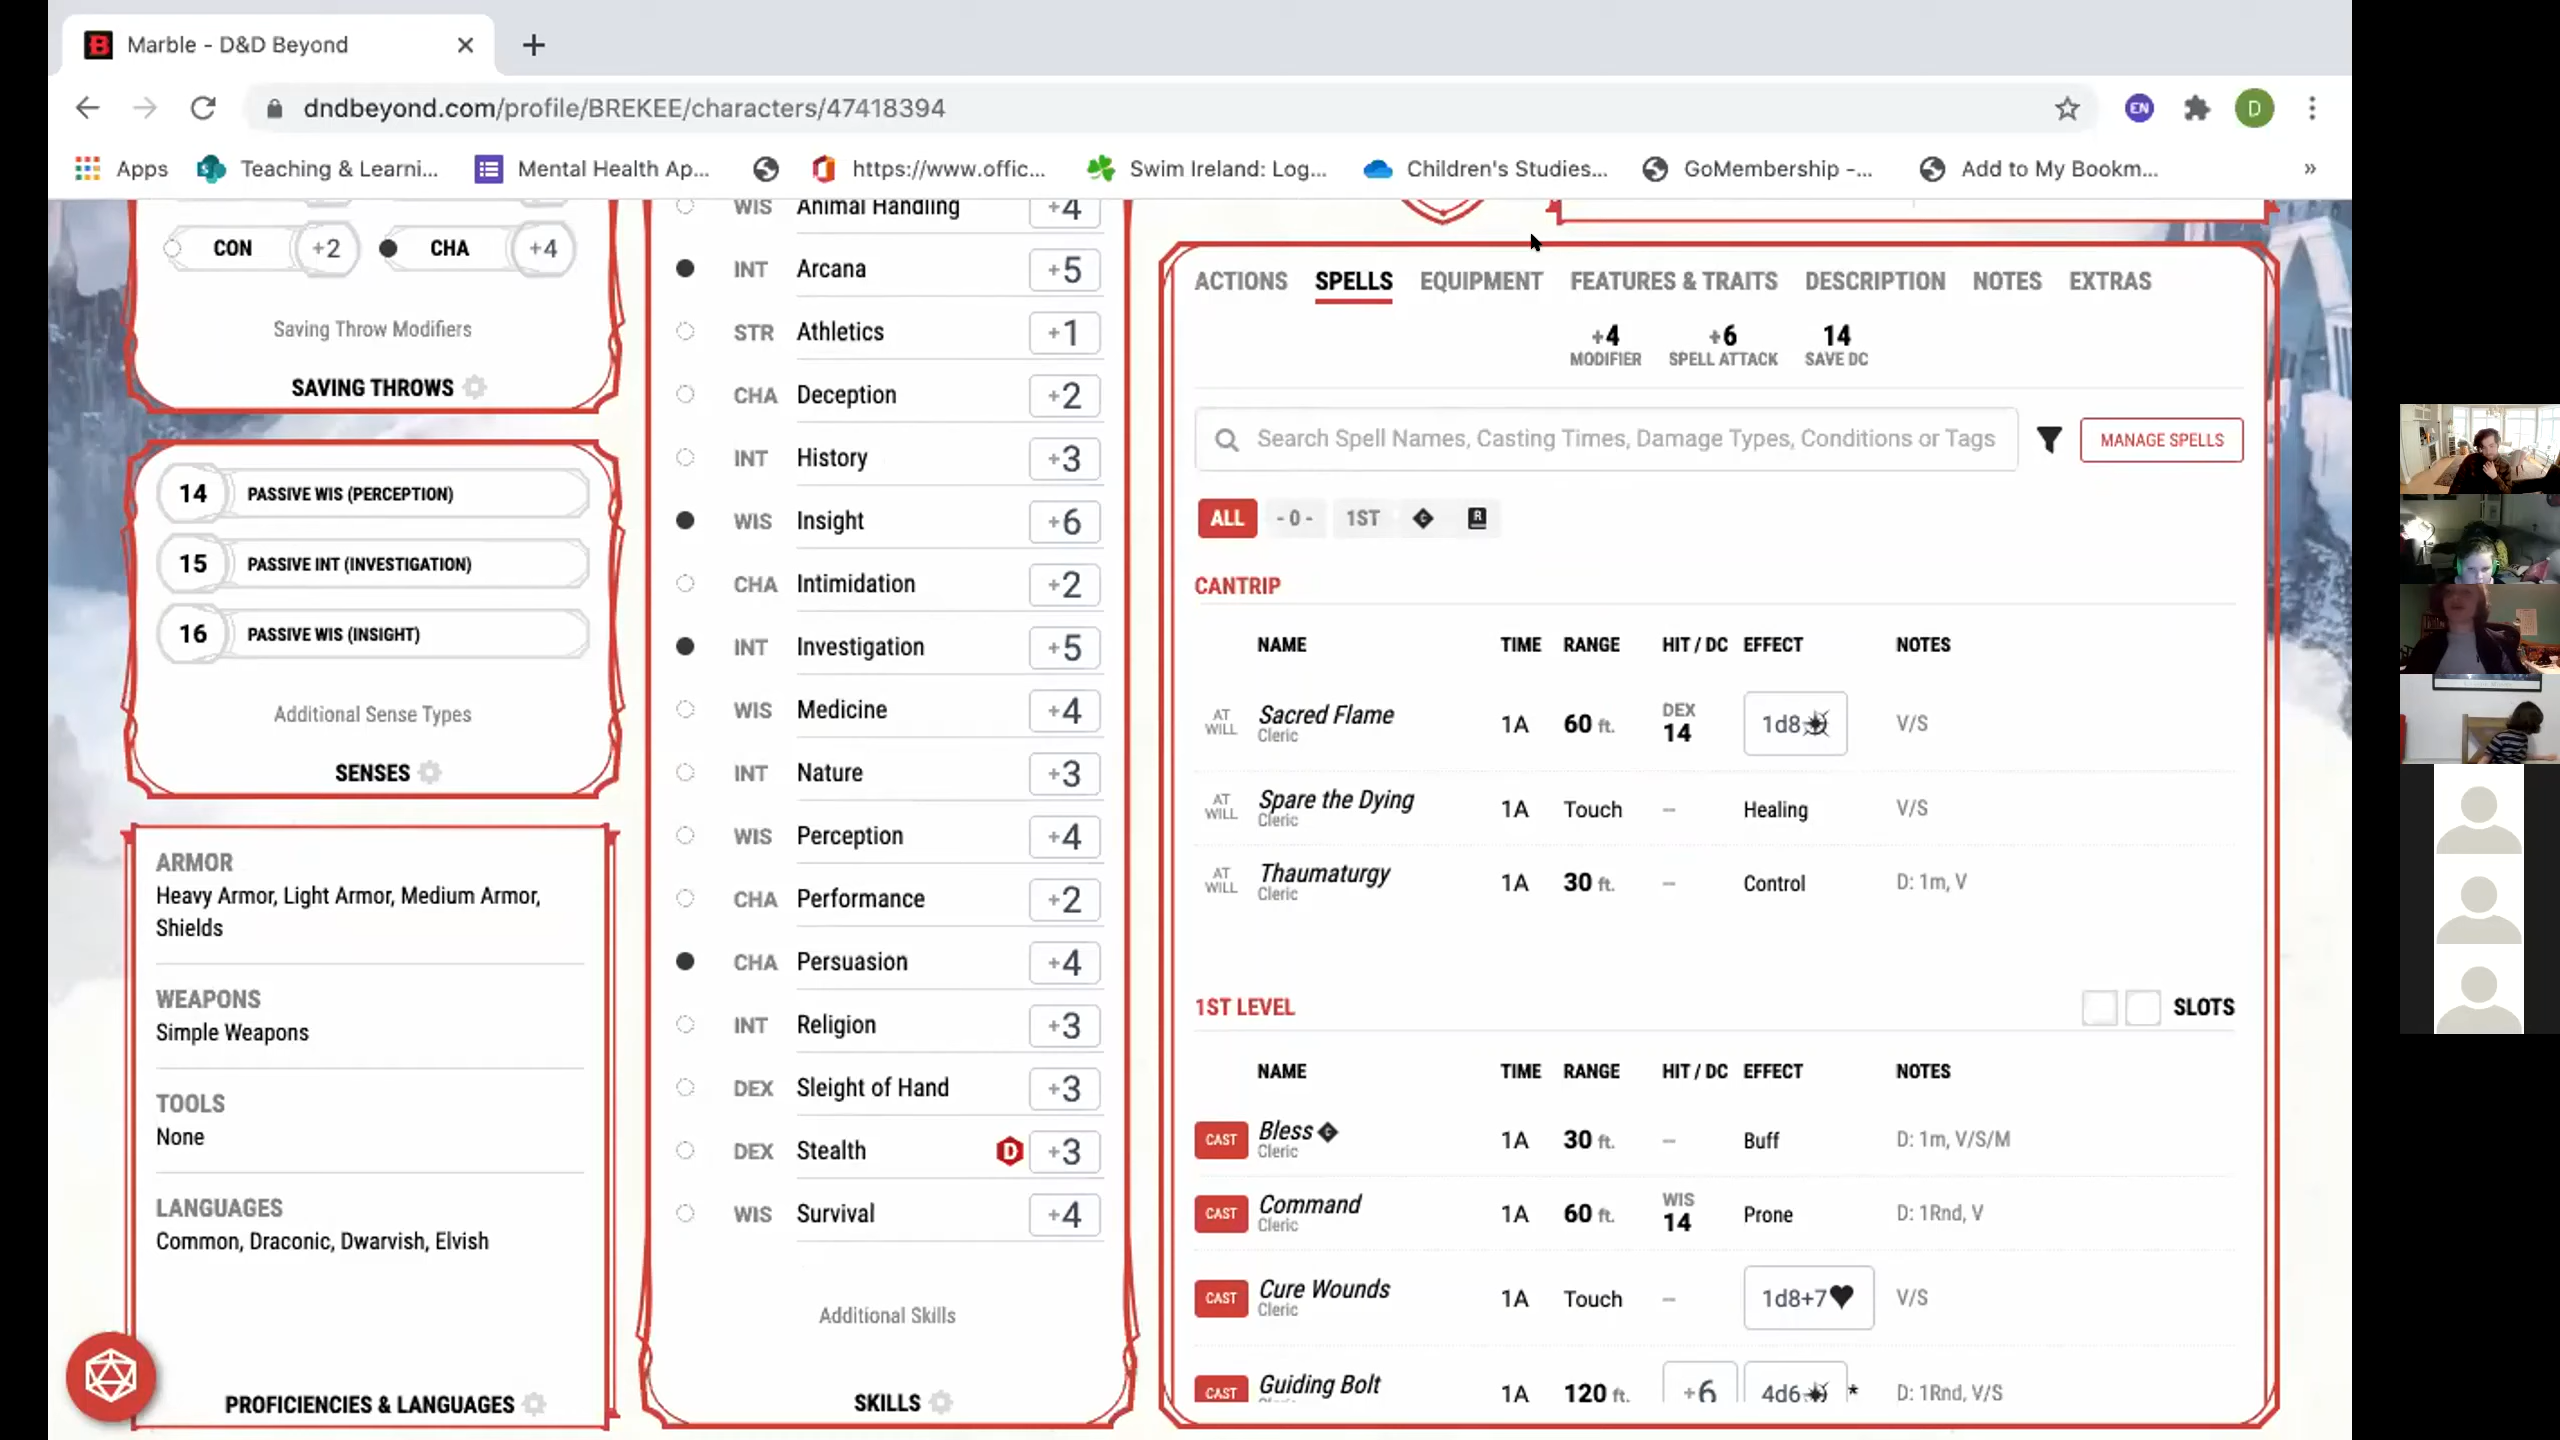 Marble - D&D Beyond
dndbeyond.com/profile/BREKEE/characters/47418394
EN
D
Apps
Teaching & Learni...
Mental Health Ap...
https://www.offic...
Swim Ireland: Log...
Children's Studies...
GoMembership -...
Add to My Bookm...
»
CON +2 CHA +4
Saving Throw Modifiers
SAVING THROWS
14 PASSIVE WIS (PERCEPTION)
15 PASSIVE INT (INVESTIGATION)
16 PASSIVE WIS (INSIGHT)
Additional Sense Types
SENSES
ARMOR
Heavy Armor, Light Armor, Medium Armor,
Shields
WEAPONS
Simple Weapons
TOOLS
None
LANGUAGES
Common, Draconic, Dwarvish, Elvish
PROFICIENCIES & LANGUAGES
WIS Animal Handling +4
INT Arcana +5
STR Athletics +1
CHA Deception +2
INT History +3
WIS Insight +6
CHA Intimidation +2
INT Investigation +5
WIS Medicine +4
INT Nature +3
WIS Perception +4
CHA Performance +2
CHA Persuasion +4
INT Religion +3
DEX Sleight of Hand +3
DEX Stealth D +3
WIS Survival +4
Additional Skills
SKILLS
ACTIONS SPELLS EQUIPMENT FEATURES & TRAITS DESCRIPTION NOTES EXTRAS
+4 +6 14
MODIFIER SPELL ATTACK SAVE DC
Search Spell Names, Casting Times, Damage Types, Conditions or Tags
MANAGE SPELLS
ALL - 0 - 1ST C R
CANTRIP
NAME TIME RANGE HIT / DC EFFECT NOTES
AT WILL Sacred Flame 1A 60 ft. DEX 14 1d8 V/S
Cleric
AT WILL Spare the Dying 1A Touch -- Healing V/S
Cleric
AT WILL Thaumaturgy 1A 30 ft. -- Control D: 1m, V
Cleric
1ST LEVEL SLOTS
NAME TIME RANGE HIT / DC EFFECT NOTES
CAST Bless C 1A 30 ft. -- Buff D: 1m, V/S/M
Cleric
CAST Command 1A 60 ft. WIS 14 Prone D: 1Rnd, V
Cleric
CAST Cure Wounds 1A Touch -- 1d8+7 V/S
Cleric
CAST Guiding Bolt 1A 120 ft. +6 4d6 * D: 1Rnd, V/S